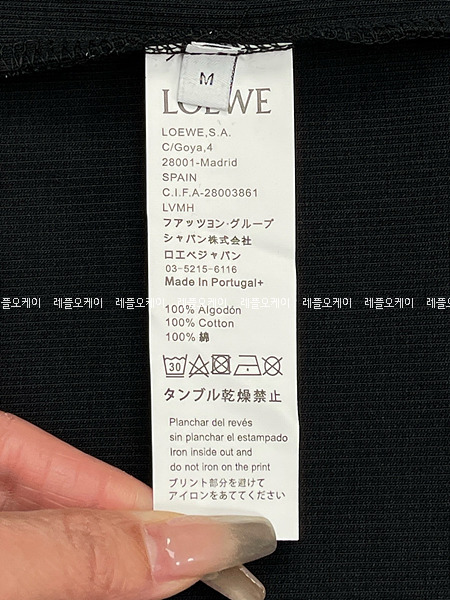 M
LOEWE
LOEWE,S.A.
C/Goya,4
28001-Madrid
SPAIN
C.I.F.A-28003861
LVMH
フアッツョン·グループ
シャパン株式会社
ロエベジャパン
03-5215-6116
Made In Portugal+
레플오케이 레플오케이 레플오케이 레플오케이 레플오케이
100% Algodón
100% Cotton
100% 綿
30
タンブル乾燥禁止
Planchar del revés
sin planchar el estampado
Iron inside out and
do not Iron on the print
プリント部分を避けて
アイロンをあててください